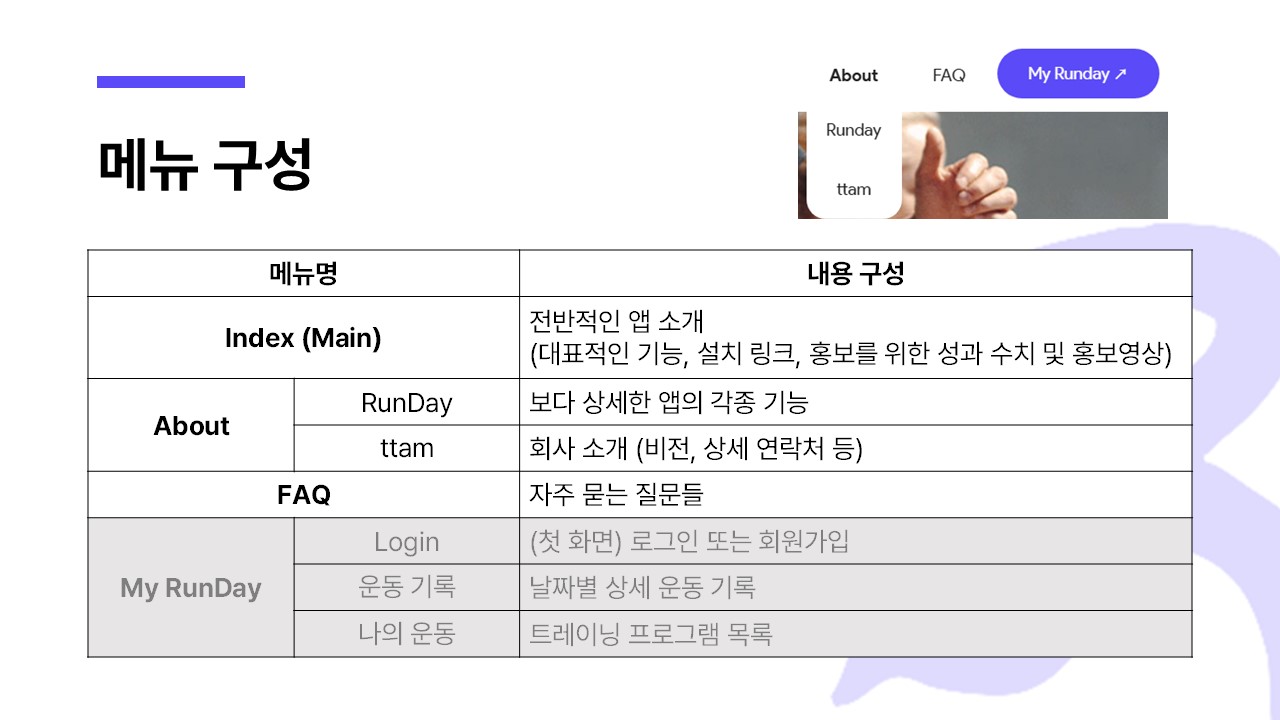 About FAQ My Runday ↗
Runday
ttam
메뉴 구성
메뉴명 내용 구성
Index (Main) 전반적인 앱 소개
(대표적인 기능, 설치 링크, 홍보를 위한 성과 수치 및 홍보영상)
About RunDay 보다 상세한 앱의 각종 기능
ttam 회사 소개 (비전, 상세 연락처 등)
FAQ 자주 묻는 질문들
My RunDay Login (첫 화면) 로그인 또는 회원가입
운동 기록 날짜별 상세 운동 기록
나의 운동 트레이닝 프로그램 목록